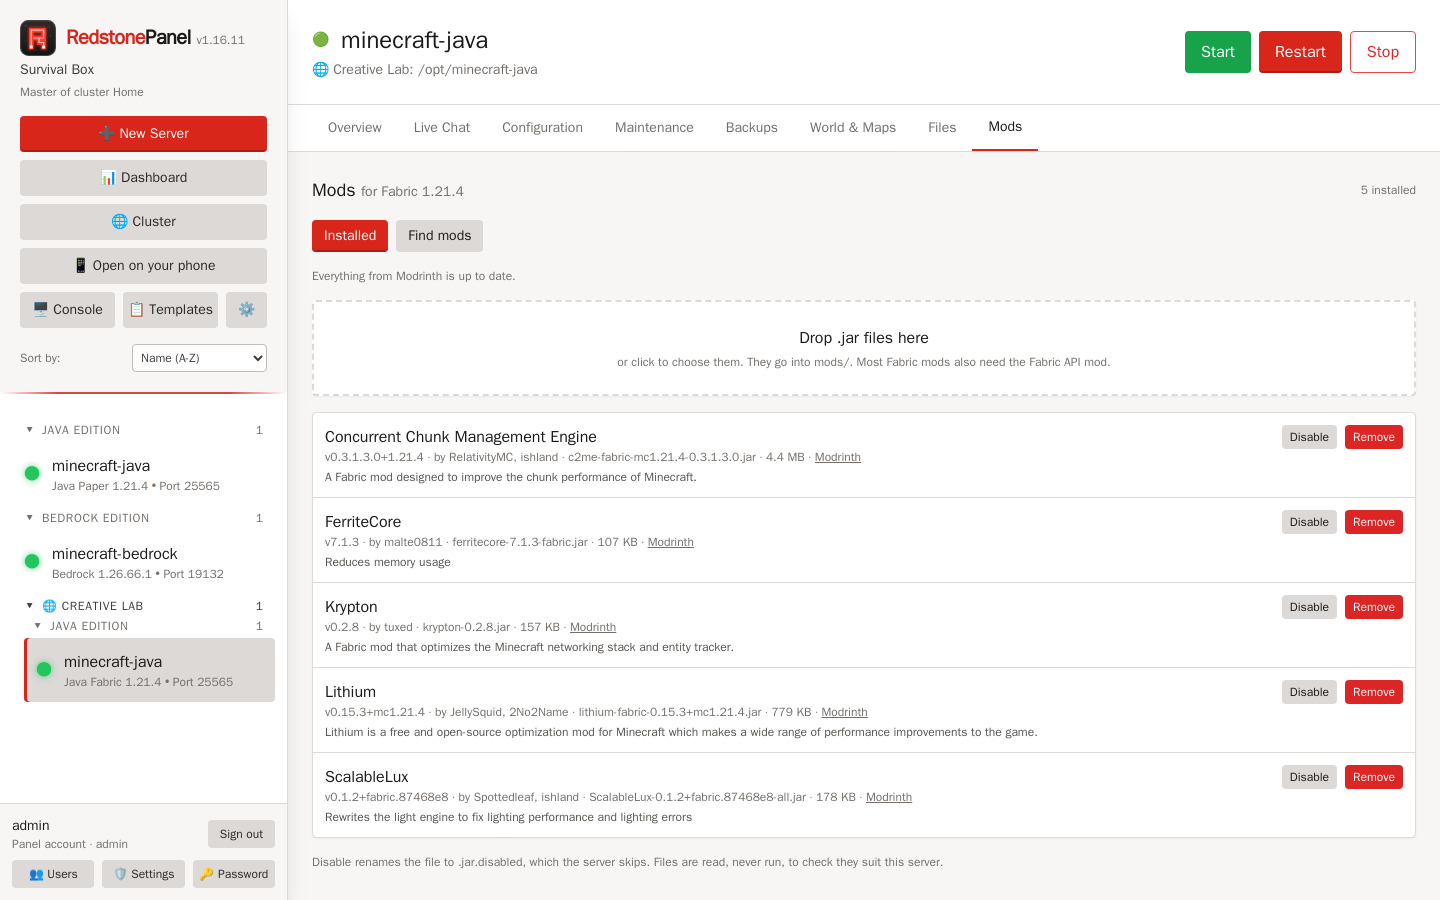 RedstonePanel v1.16.11
Survival Box
Master of cluster Home
New Server
Dashboard
Cluster
Open on your phone
Console
Templates
Sort by:
Name (A-Z)
JAVA EDITION 1
minecraft-java
Java Paper 1.21.4 • Port 25565
BEDROCK EDITION 1
minecraft-bedrock
Bedrock 1.26.66.1 • Port 19132
CREATIVE LAB 1
JAVA EDITION 1
minecraft-java
Java Fabric 1.21.4 • Port 25565
admin
Panel account · admin
Sign out
Users
Settings
Password
minecraft-java
Creative Lab: /opt/minecraft-java
Start
Restart
Stop
Overview
Live Chat
Configuration
Maintenance
Backups
World & Maps
Files
Mods
Mods for Fabric 1.21.4
5 installed
Installed
Find mods
Everything from Modrinth is up to date.
Drop .jar files here
or click to choose them. They go into mods/. Most Fabric mods also need the Fabric API mod.
Concurrent Chunk Management Engine
v0.3.1.3.0+1.21.4 · by RelativityMC, ishland · c2me-fabric-mc1.21.4-0.3.1.3.0.jar · 4.4 MB · Modrinth
A Fabric mod designed to improve the chunk performance of Minecraft.
Disable
Remove
FerriteCore
v7.1.3 · by malte0811 · ferritecore-7.1.3-fabric.jar · 107 KB · Modrinth
Reduces memory usage
Disable
Remove
Krypton
v0.2.8 · by tuxed · krypton-0.2.8.jar · 157 KB · Modrinth
A Fabric mod that optimizes the Minecraft networking stack and entity tracker.
Disable
Remove
Lithium
v0.15.3+mc1.21.4 · by JellySquid, 2No2Name · lithium-fabric-0.15.3+mc1.21.4.jar · 779 KB · Modrinth
Lithium is a free and open-source optimization mod for Minecraft which makes a wide range of performance improvements to the game.
Disable
Remove
ScalableLux
v0.1.2+fabric.87468e8 · by Spottedleaf, ishland · ScalableLux-0.1.2+fabric.87468e8-all.jar · 178 KB · Modrinth
Rewrites the light engine to fix lighting performance and lighting errors
Disable
Remove
Disable renames the file to .jar.disabled, which the server skips. Files are read, never run, to check they suit this server.